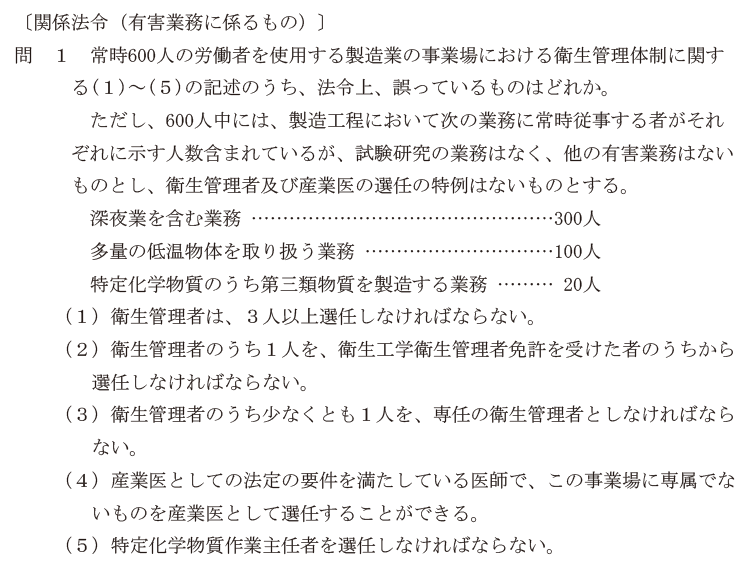 〔関係法令（有害業務に係るもの）〕
問　１　常時600人の労働者を使用する製造業の事業場における衛生管理体制に関す
る(１)～(５)の記述のうち、法令上、誤っているものはどれか。
ただし、600人中には、製造工程において次の業務に常時従事する者がそれ
ぞれに示す人数含まれているが、試験研究の業務はなく、他の有害業務はない
ものとし、衛生管理者及び産業医の選任の特例はないものとする。
深夜業を含む業務 ………………………………………… 300人
多量の低温物体を取り扱う業務 ………………………… 100人
特定化学物質のうち第三類物質を製造する業務 ……… 20人
（１）衛生管理者は、３人以上選任しなければならない。
（２）衛生管理者のうち１人を、衛生工学衛生管理者免許を受けた者のうちから
選任しなければならない。
（３）衛生管理者のうち少なくとも１人を、専任の衛生管理者としなければなら
ない。
（４）産業医としての法定の要件を満たしている医師で、この事業場に専属でな
いものを産業医として選任することができる。
（５）特定化学物質作業主任者を選任しなければならない。